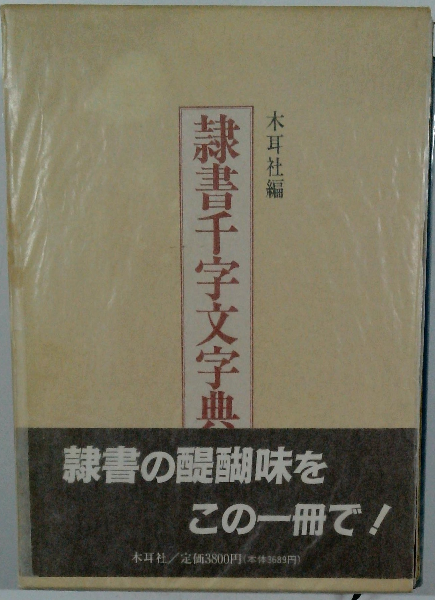 木耳社編
隷書千字文字典
隷書の醍醐味を
この一冊で！
木耳社／定価3800円（本体3689円）